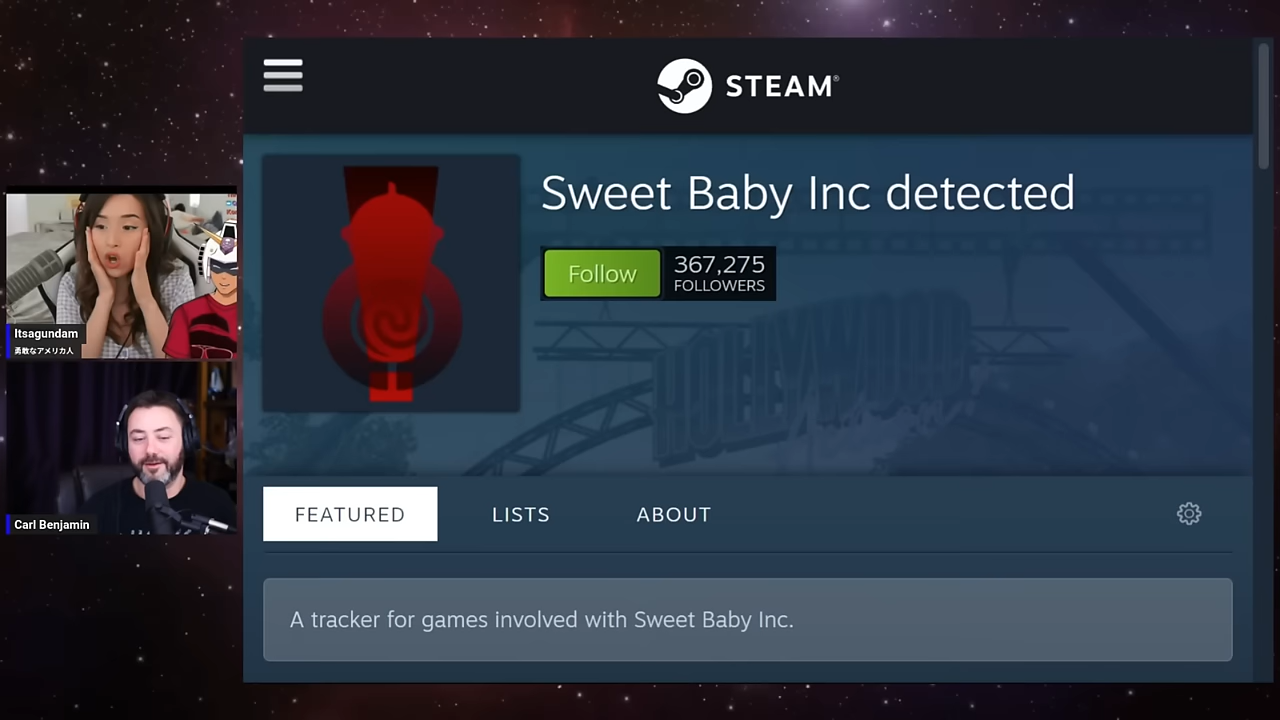 STEAM®
Sweet Baby Inc detected
Follow
367,275
FOLLOWERS
Itsagundam
勇敢なアメリカ人
Carl Benjamin
FEATURED
LISTS
ABOUT
A tracker for games involved with Sweet Baby Inc.
HOLLYWOOD